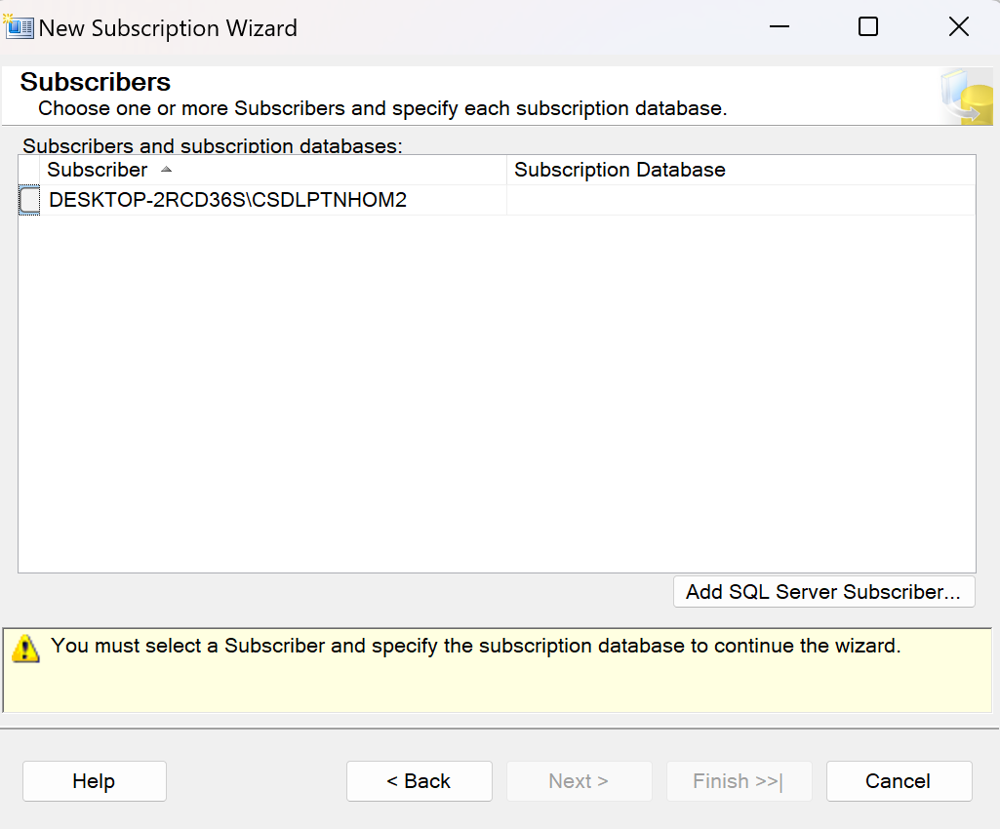 New Subscription Wizard
Subscribers
Choose one or more Subscribers and specify each subscription database.
Subscribers and subscription databases:
Subscriber Subscription Database
DESKTOP-2RCD36S\CSDLPTNHOM2
Add SQL Server Subscriber...
You must select a Subscriber and specify the subscription database to continue the wizard.
Help < Back Next > Finish >>| Cancel